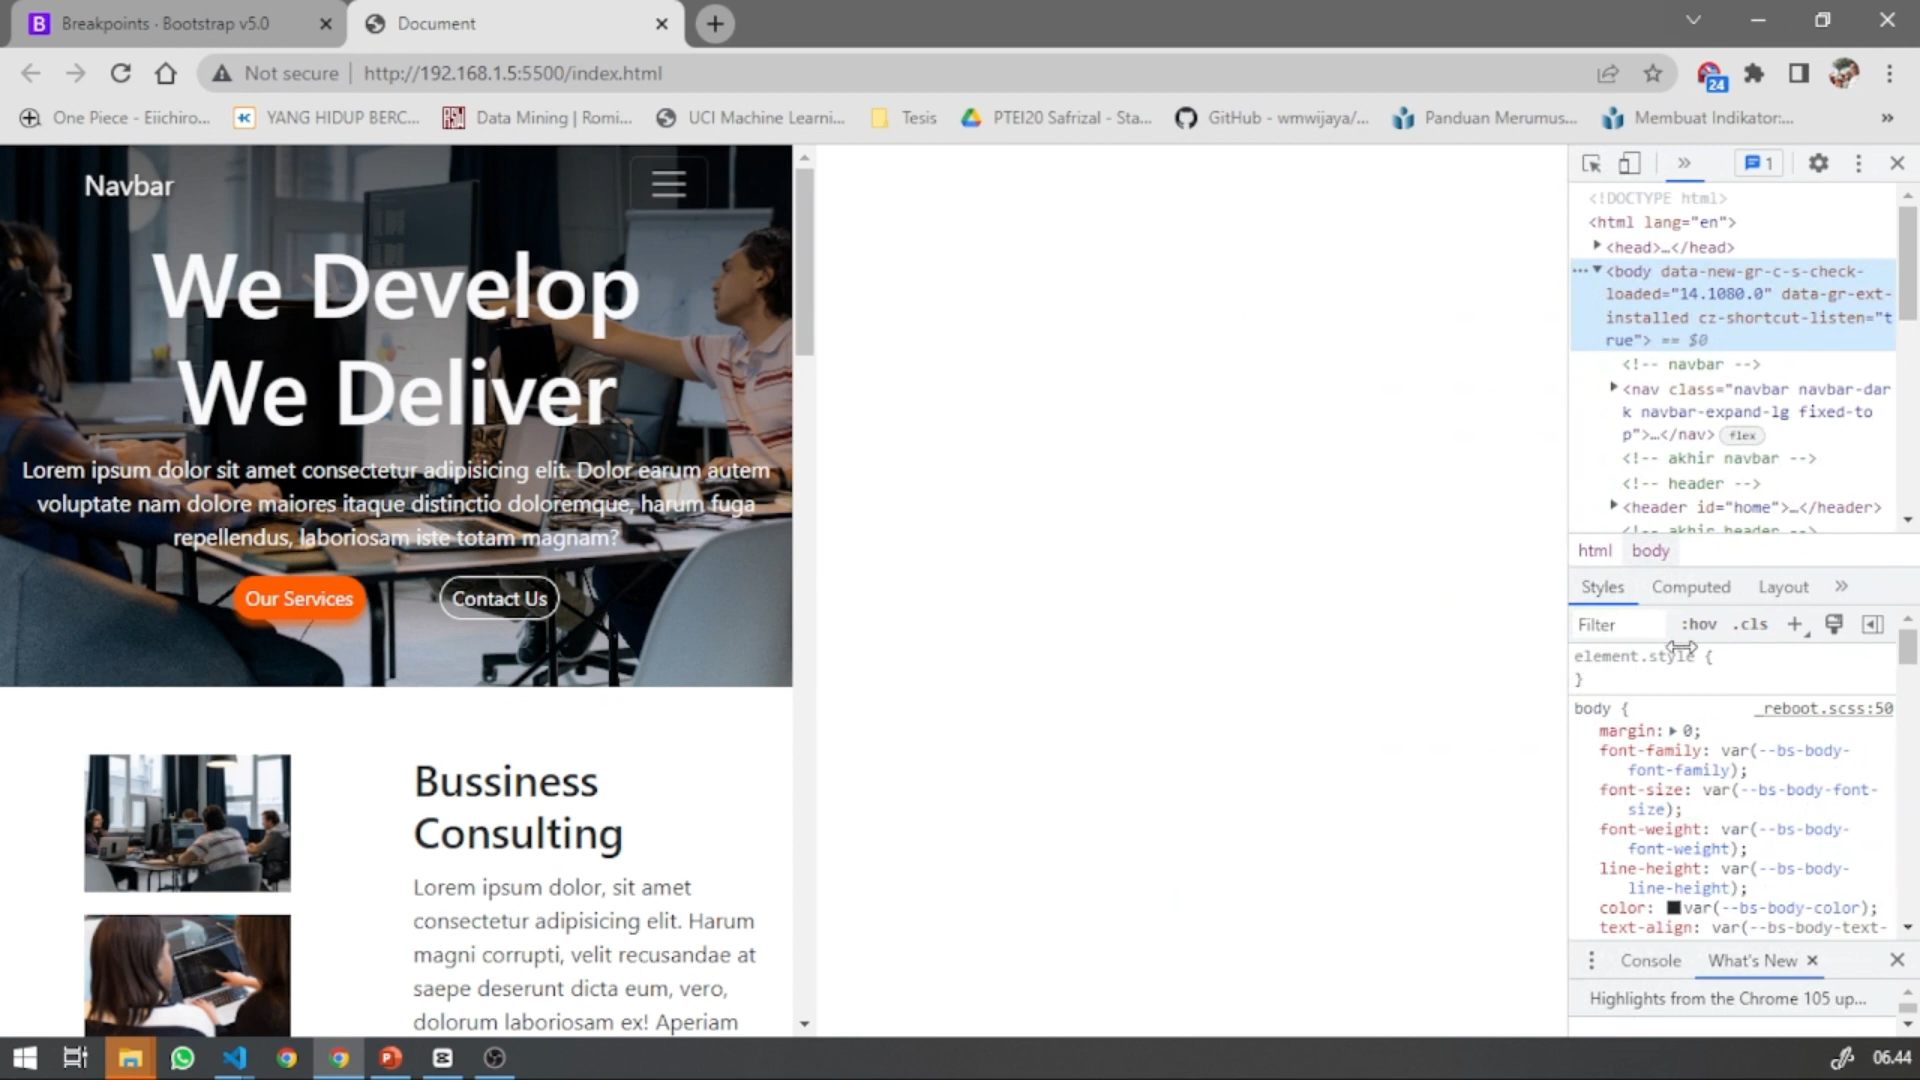 Breakpoints · Bootstrap v5.0
Document
Not secure
http://192.168.1.5:5500/index.html
24
One Piece - Eiichiro...
YANG HIDUP BERC...
Data Mining | Romi...
UCI Machine Learni...
Tesis
PTEI20 Safrizal - Sta...
GitHub - wmwijaya/...
Panduan Merumus...
Membuat Indikator:...
»
Navbar
We Develop
We Deliver
Lorem ipsum dolor sit amet consectetur adipisicing elit. Dolor earum autem
voluptate nam dolore maiores itaque distinctio doloremque, harum fuga
repellendus, laboriosam iste totam magnam?
Our Services
Contact Us
Bussiness
Consulting
Lorem ipsum dolor, sit amet
consectetur adipisicing elit. Harum
magni corrupti, velit recusandae at
saepe deserunt dicta eum, vero,
dolorum laboriosam ex! Aperiam
»
1
<!DOCTYPE html>
<html lang="en">
<head>…</head>
<body data-new-gr-c-s-check-
loaded="14.1080.0" data-gr-ext-
installed cz-shortcut-listen="t
rue"> == $0
<!-- navbar -->
<nav class="navbar navbar-dar
k navbar-expand-lg fixed-to
p">…</nav> flex
<!-- akhir navbar -->
<!-- header -->
<header id="home">…</header>
<!-- akhir header -->
html
body
Styles
Computed
Layout
»
Filter
:hov
.cls
element.style {
}
body {
_reboot.scss:50
margin: 0;
font-family: var(--bs-body-
font-family);
font-size: var(--bs-body-font-
size);
font-weight: var(--bs-body-
font-weight);
line-height: var(--bs-body-
line-height);
color: var(--bs-body-color);
text-align: var(--bs-body-text-
Console
What's New
Highlights from the Chrome 105 up...
06.44